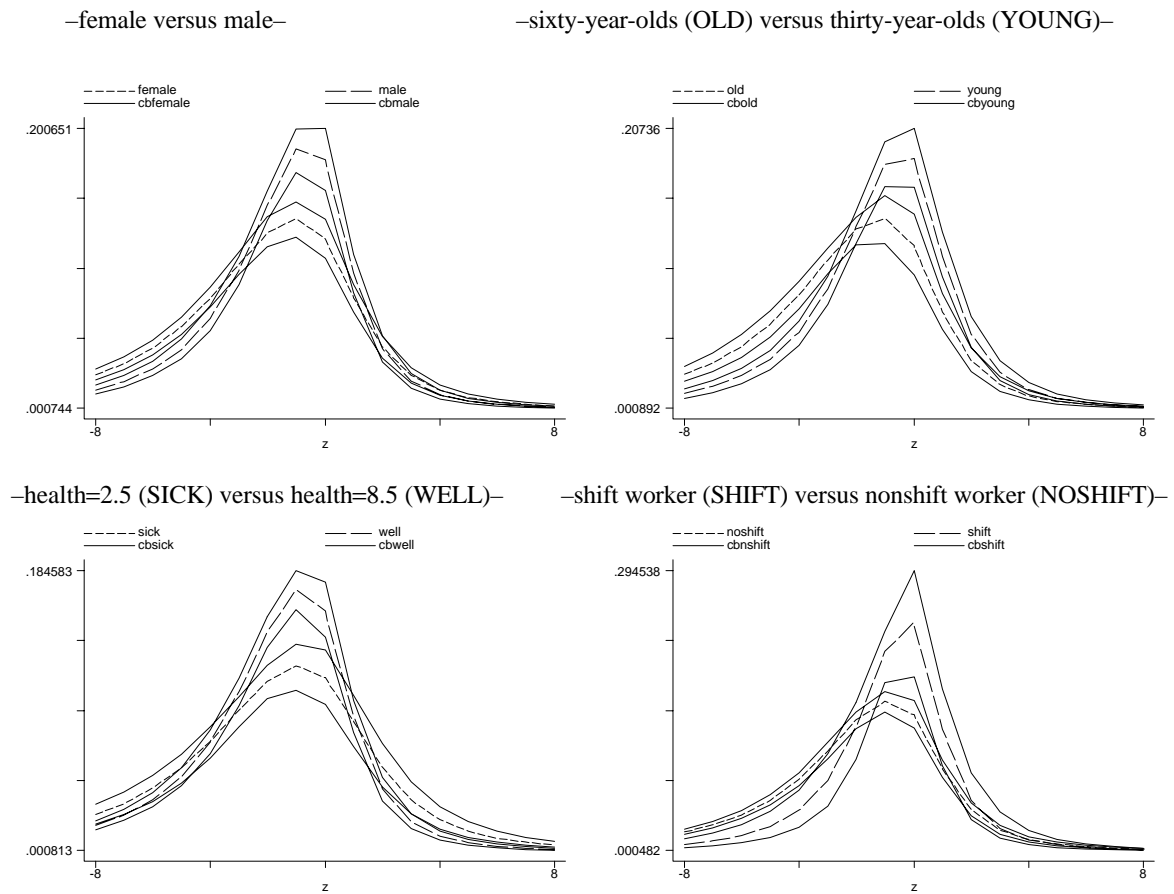 –female versus male–
–sixty-year-olds (OLD) versus thirty-year-olds (YOUNG)–
female
male
cbfemale
cbmale
.200651
.000744
-8
8
z
old
young
cbold
cbyoung
.20736
.000892
-8
8
z
–health=2.5 (SICK) versus health=8.5 (WELL)–
–shift worker (SHIFT) versus nonshift worker (NOSHIFT)–
sick
well
cbsick
cbwell
.184583
.000813
-8
8
z
noshift
shift
cbnshift
cbshift
.294538
.000482
-8
8
z